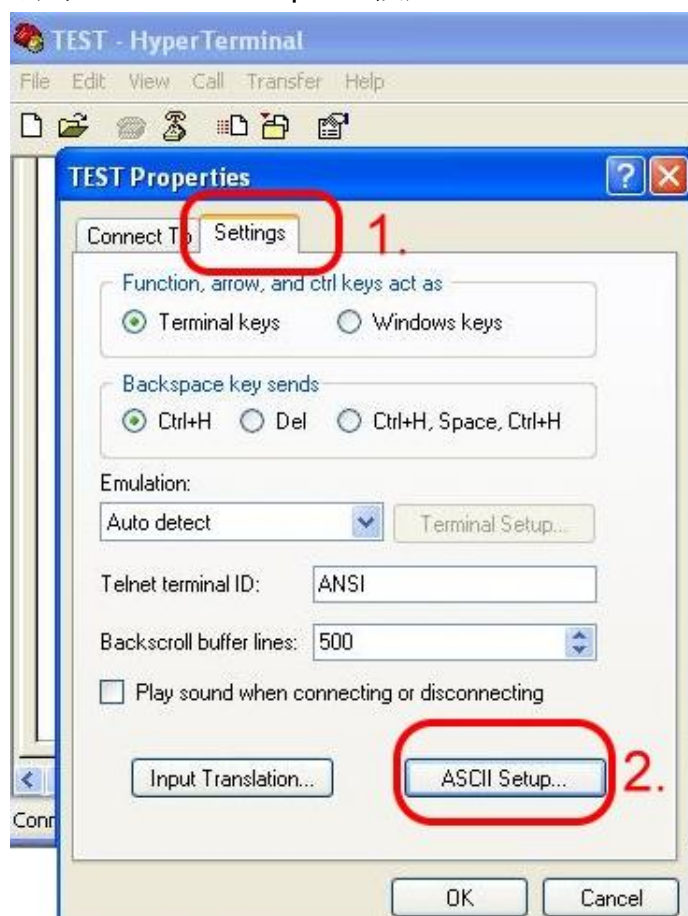 TEST - HyperTerminal
File Edit View Call Transfer Help
TEST Properties
Connect To Settings 1.
Function, arrow, and ctrl keys act as
Terminal keys Windows keys
Backspace key sends
Ctrl+H Del Ctrl+H, Space, Ctrl+H
Emulation:
Auto detect Terminal Setup...
Telnet terminal ID: ANSI
Backscroll buffer lines: 500
Play sound when connecting or disconnecting
Input Translation... ASCII Setup... 2.
Conn
OK Cancel